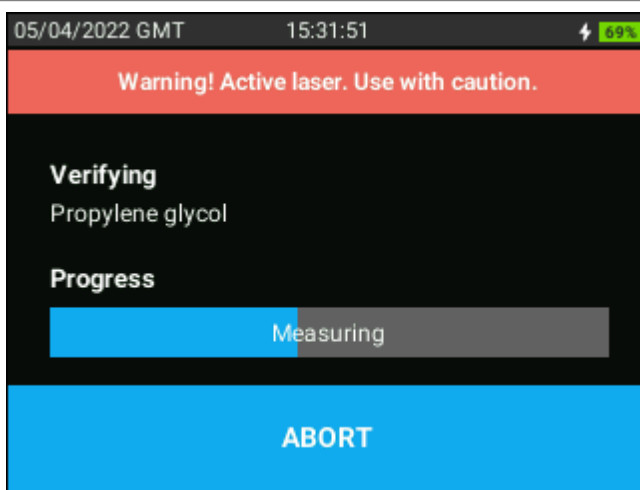 05/04/2022 GMT 15:31:51 69%
Warning! Active laser. Use with caution.
Verifying
Propylene glycol
Progress
Measuring
ABORT